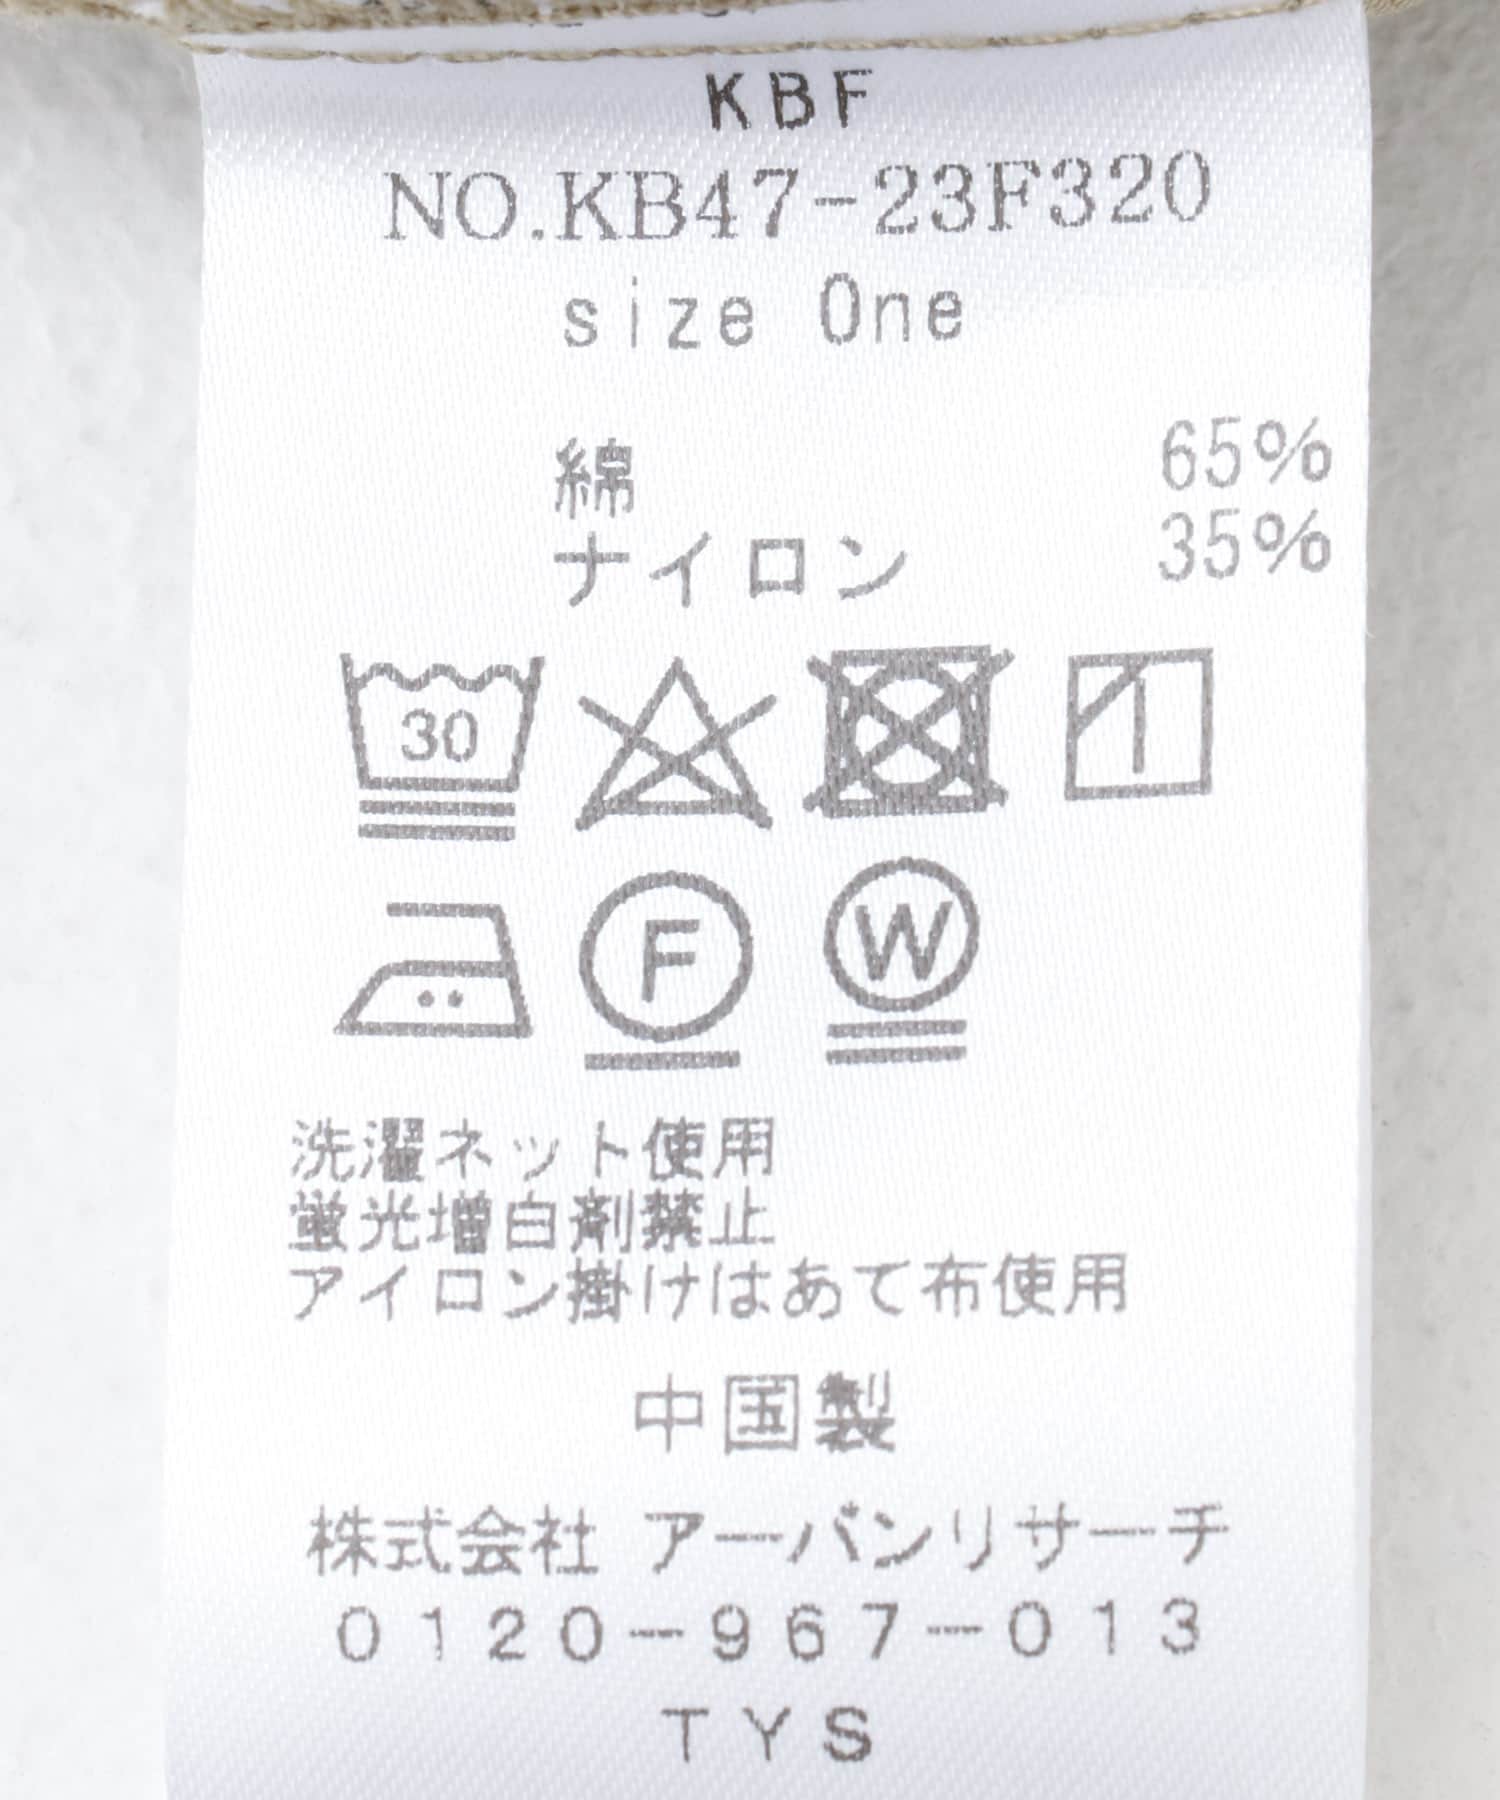 KBF
NO.KB47-23F320
size One
綿 65%
ナイロン 35%
30
F W
洗濯ネット使用
蛍光増白剤禁止
アイロン掛けはあて布使用
中国製
株式会社 アーバンリサーチ
0120-967-013
TYS